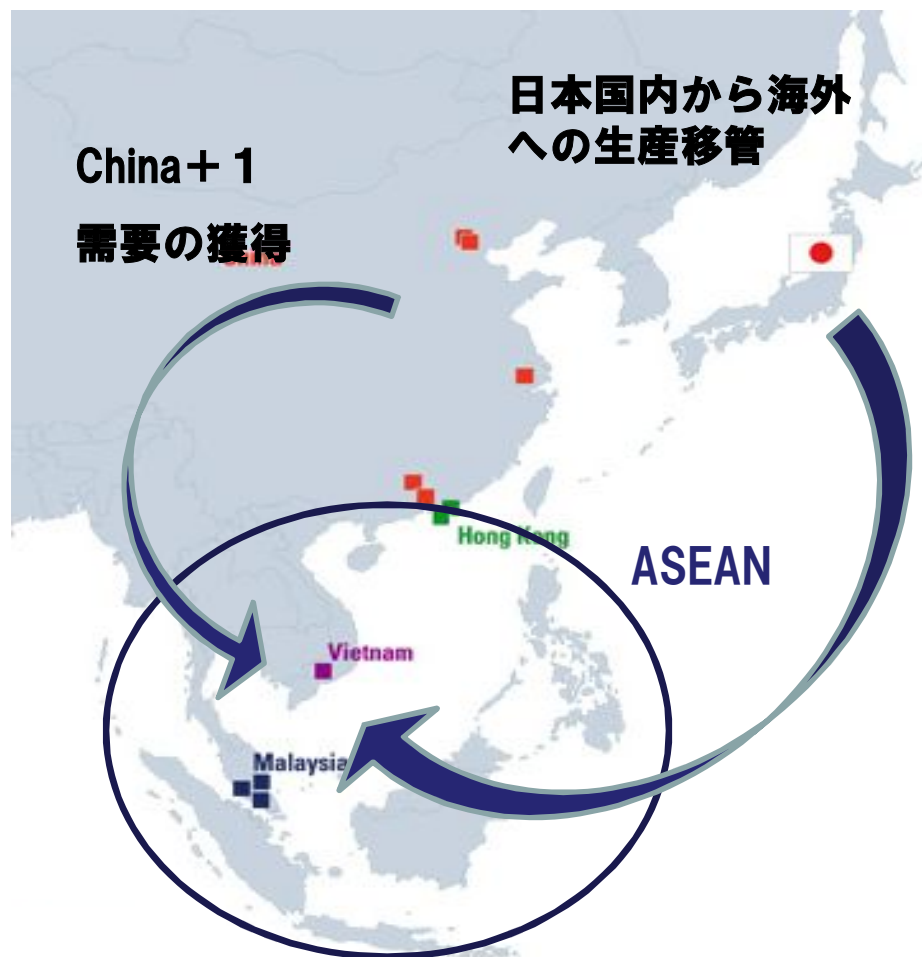 日本国内から海外
への生産移管
China＋１
需要の獲得
China
Hong Kong
ASEAN
Vietnam
Malaysia